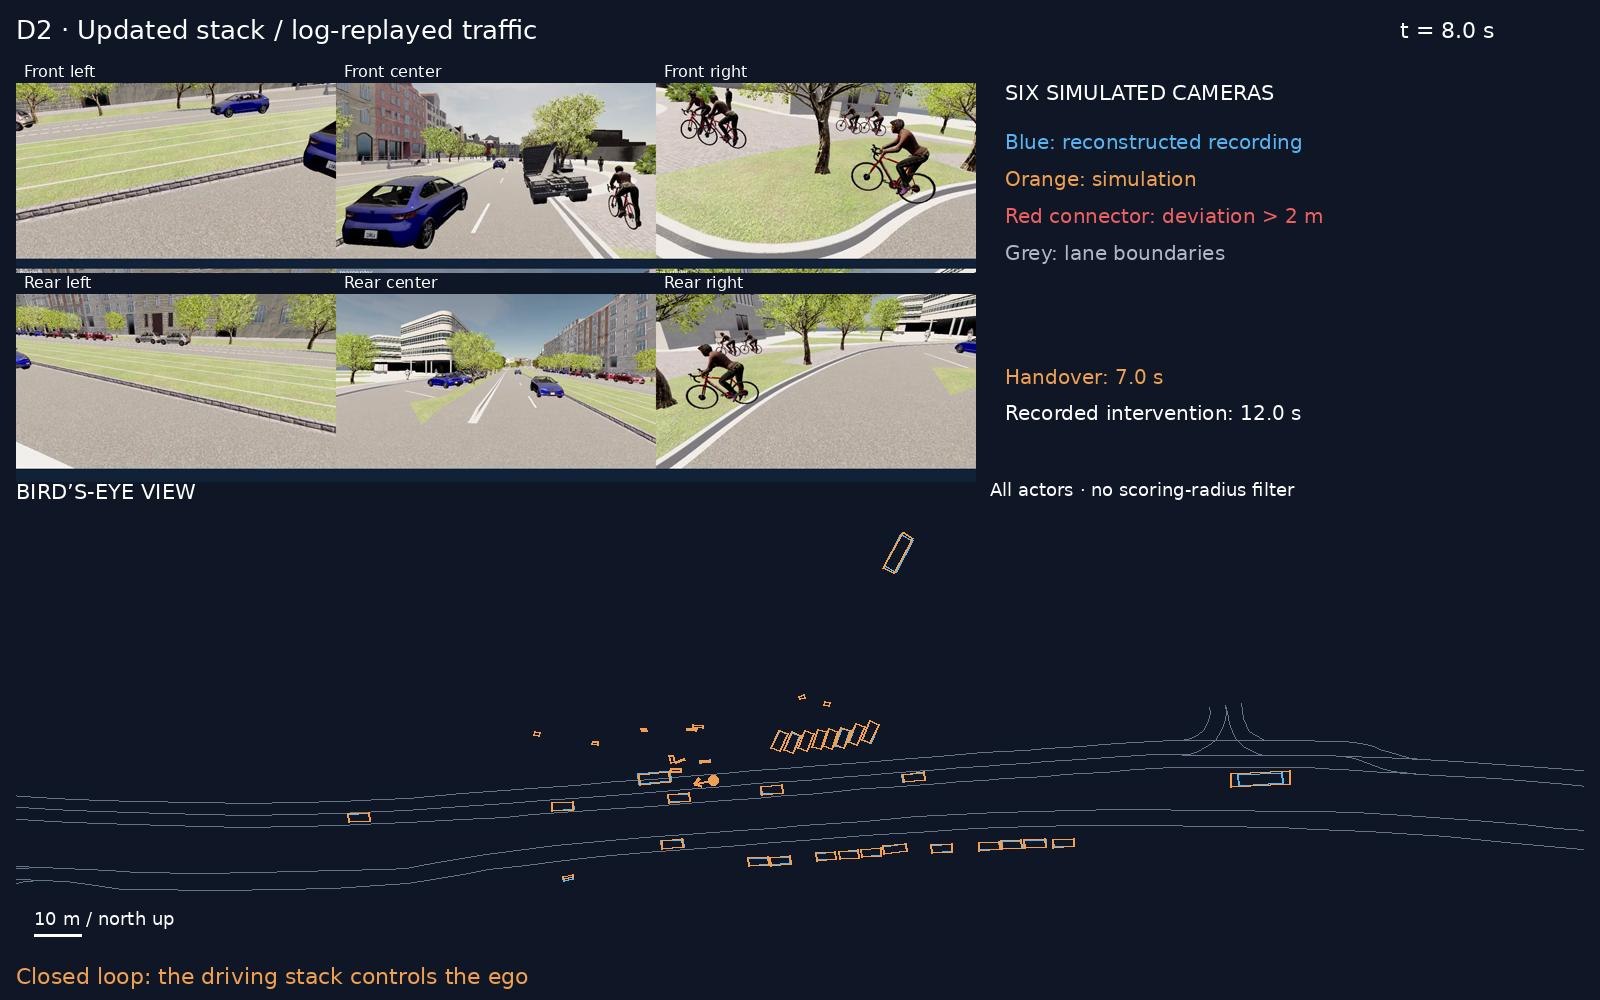 D2 · Updated stack / log-replayed traffic
t = 8.0 s
Front left
Front center
Front right
SIX SIMULATED CAMERAS
Blue: reconstructed recording
Orange: simulation
Red connector: deviation > 2 m
Grey: lane boundaries
Rear left
Rear center
Rear right
Handover: 7.0 s
Recorded intervention: 12.0 s
BIRD’S-EYE VIEW
All actors · no scoring-radius filter
10 m / north up
Closed loop: the driving stack controls the ego